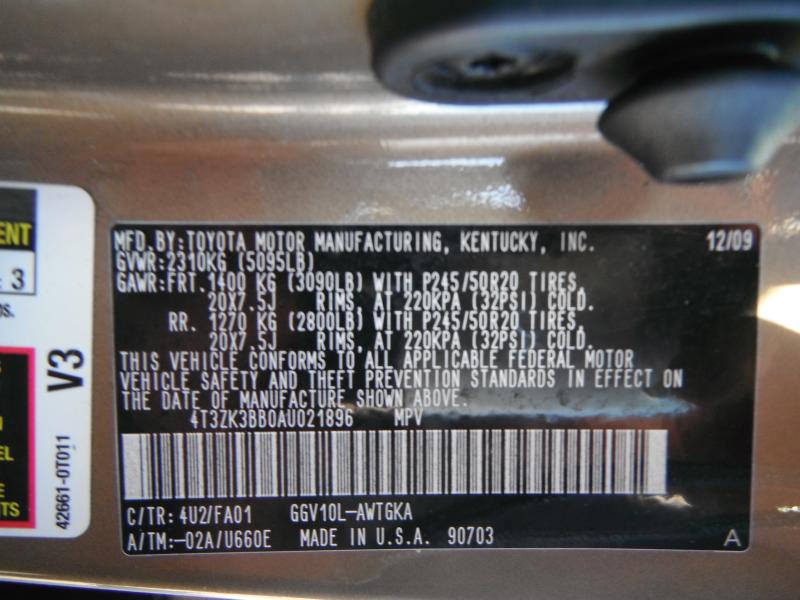 MFD.BY:TOYOTA MOTOR MANUFACTURING, KENTUCKY, INC. 12/09
GVWR:2310KG (5095LB)
GAWR:FRT.1400 KG (3090LB) WITH P245/50R20 TIRES,
20X7.5J RIMS, AT 220KPA (32PSI) COLD.
RR. 1270 KG (2800LB) WITH P245/50R20 TIRES,
20X7.5J RIMS, AT 220KPA (32PSI) COLD.
THIS VEHICLE CONFORMS TO ALL APPLICABLE FEDERAL MOTOR
VEHICLE SAFETY AND THEFT PREVENTION STANDARDS IN EFFECT ON
THE DATE OF MANUFACTURE SHOWN ABOVE.
4T3ZK3BB0AU021896 MPV
C/TR: 4U2/FA01 GGV10L-AWTGKA
A/TM:-02A/U660E MADE IN U.S.A. 90703 A
ENT
3
V3
42661-0T011
EL
E
TS